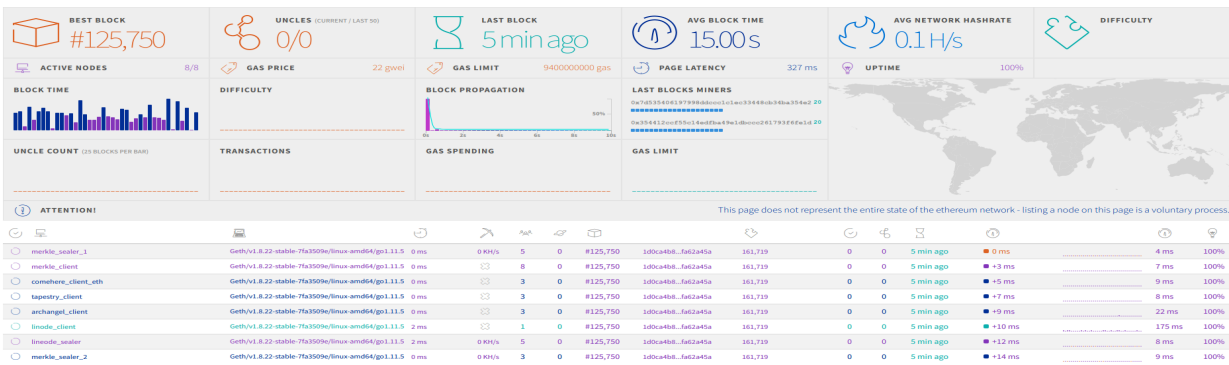 BEST BLOCK
#125,750
UNCLES (CURRENT / LAST 50)
0/0
LAST BLOCK
5 min ago
AVG BLOCK TIME
15.00 s
AVG NETWORK HASHRATE
0.1 H/s
DIFFICULTY
ACTIVE NODES 8/8
GAS PRICE 22 gwei
GAS LIMIT 9400000000 gas
PAGE LATENCY 327 ms
UPTIME 100%
BLOCK TIME
DIFFICULTY
BLOCK PROPAGATION
50%
0s 2s 4s 6s 8s 10s
LAST BLOCKS MINERS
20
20
UNCLE COUNT (25 BLOCKS PER BAR)
TRANSACTIONS
GAS SPENDING
GAS LIMIT
ATTENTION!
This page does not represent the entire state of the ethereum network - listing a node on this page is a voluntary process.
merkle_sealer_1 Geth/v1.8.22-stable-7fa3509e/linux-amd64/go1.11.5 0 ms 0 KH/s 5 0 #125,750 1d0ca4b8...fa62a45a 161,719 0 0 5 min ago 0 ms 4 ms 100%
merkle_client Geth/v1.8.22-stable-7fa3509e/linux-amd64/go1.11.5 0 ms 8 0 #125,750 1d0ca4b8...fa62a45a 161,719 0 0 5 min ago +3 ms 7 ms 100%
comehere_client_eth Geth/v1.8.22-stable-7fa3509e/linux-amd64/go1.11.5 0 ms 3 0 #125,750 1d0ca4b8...fa62a45a 161,719 0 0 5 min ago +5 ms 9 ms 100%
tapestry_client Geth/v1.8.22-stable-7fa3509e/linux-amd64/go1.11.5 0 ms 3 0 #125,750 1d0ca4b8...fa62a45a 161,719 0 0 5 min ago +7 ms 8 ms 100%
archangel_client Geth/v1.8.22-stable-7fa3509e/linux-amd64/go1.11.5 0 ms 3 0 #125,750 1d0ca4b8...fa62a45a 161,719 0 0 5 min ago +9 ms 22 ms 100%
linode_client Geth/v1.8.22-stable-7fa3509e/linux-amd64/go1.11.5 2 ms 1 0 #125,750 1d0ca4b8...fa62a45a 161,719 0 0 5 min ago +10 ms 175 ms 100%
lineode_sealer Geth/v1.8.22-stable-7fa3509e/linux-amd64/go1.11.5 2 ms 0 KH/s 5 0 #125,750 1d0ca4b8...fa62a45a 161,719 0 0 5 min ago +12 ms 8 ms 100%
merkle_sealer_2 Geth/v1.8.22-stable-7fa3509e/linux-amd64/go1.11.5 0 ms 0 KH/s 3 0 #125,750 1d0ca4b8...fa62a45a 161,719 0 0 5 min ago +14 ms 9 ms 100%